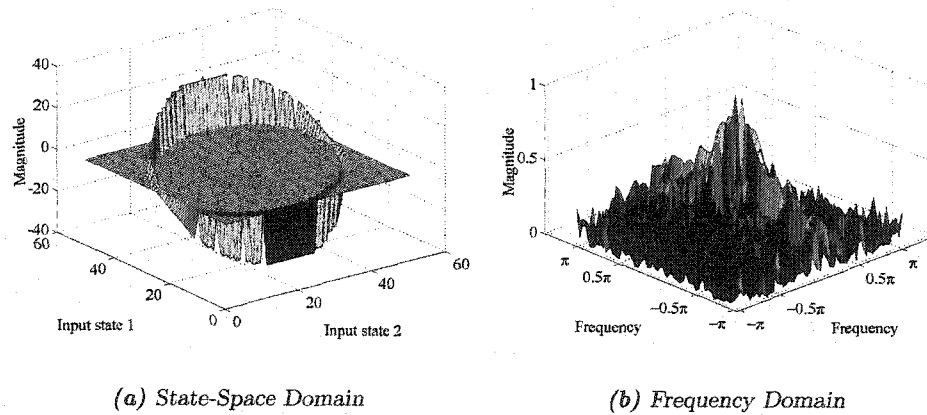 40
20
0
-20
-40
Magnitude
60
40
20
0
Input state 1
0
20
40
60
Input state 2
(a) State-Space Domain
1
0.5
0
Magnitude
π
0.5π
-0.5π
-π
Frequency
-π
-0.5π
0.5π
π
Frequency
(b) Frequency Domain